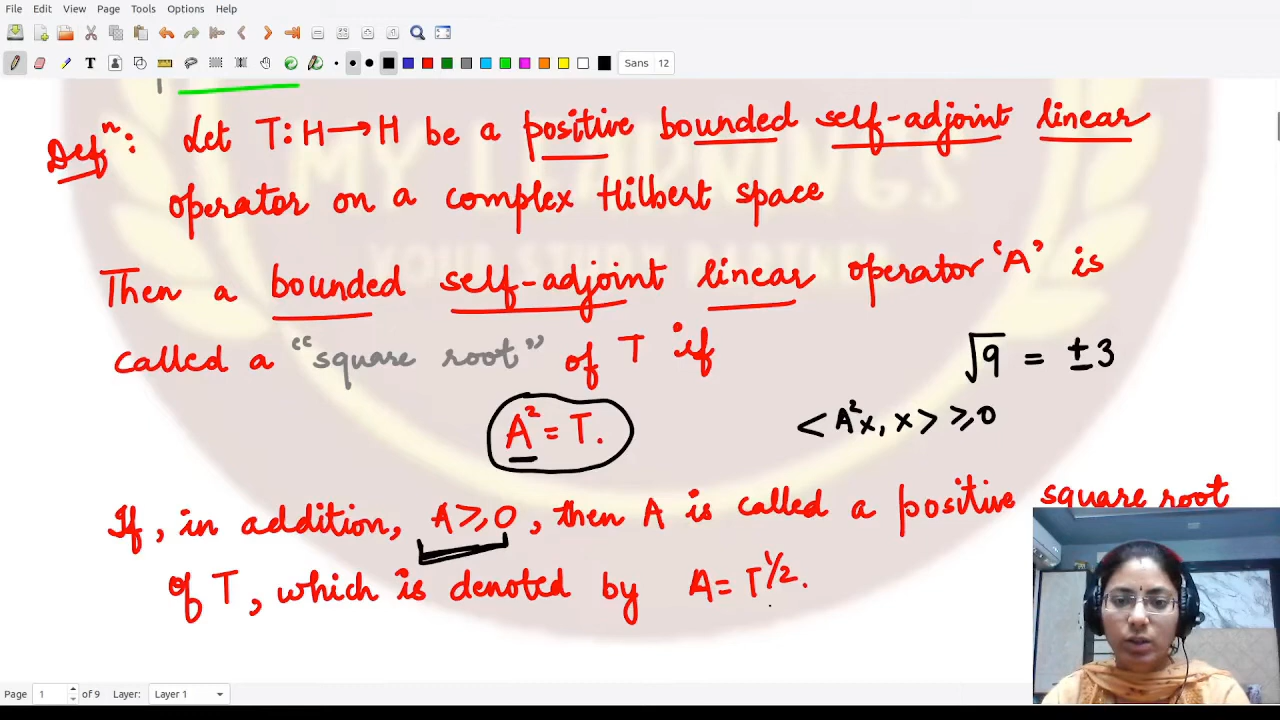 File Edit View Page Tools Options Help
Sans 12
Defⁿ: Let T: H → H be a positive bounded self-adjoint linear
operator on a complex Hilbert space
Then a bounded self-adjoint linear operator 'A' is
called a "square root" of T if
√9 = ±3
A² = T.
<A²x, x> ≥ 0
If, in addition, A ≥ 0, then A is called a positive square root
of T, which is denoted by A = T^1/2.
Page 1 of 9 Layer: Layer 1